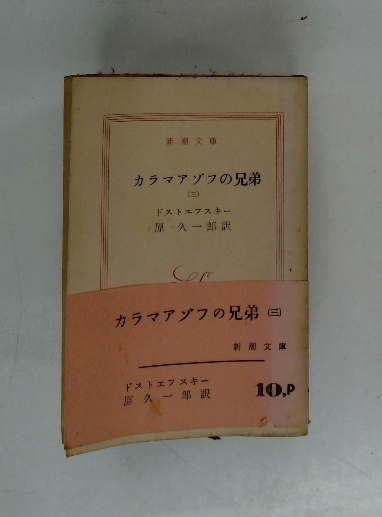 新潮文庫
カラマアゾフの兄弟
(三)
ドストエフスキー
原久一郎訳
カラマアゾフの兄弟 (三)
新潮文庫
ドストエフスキー
原久一郎訳
10,P